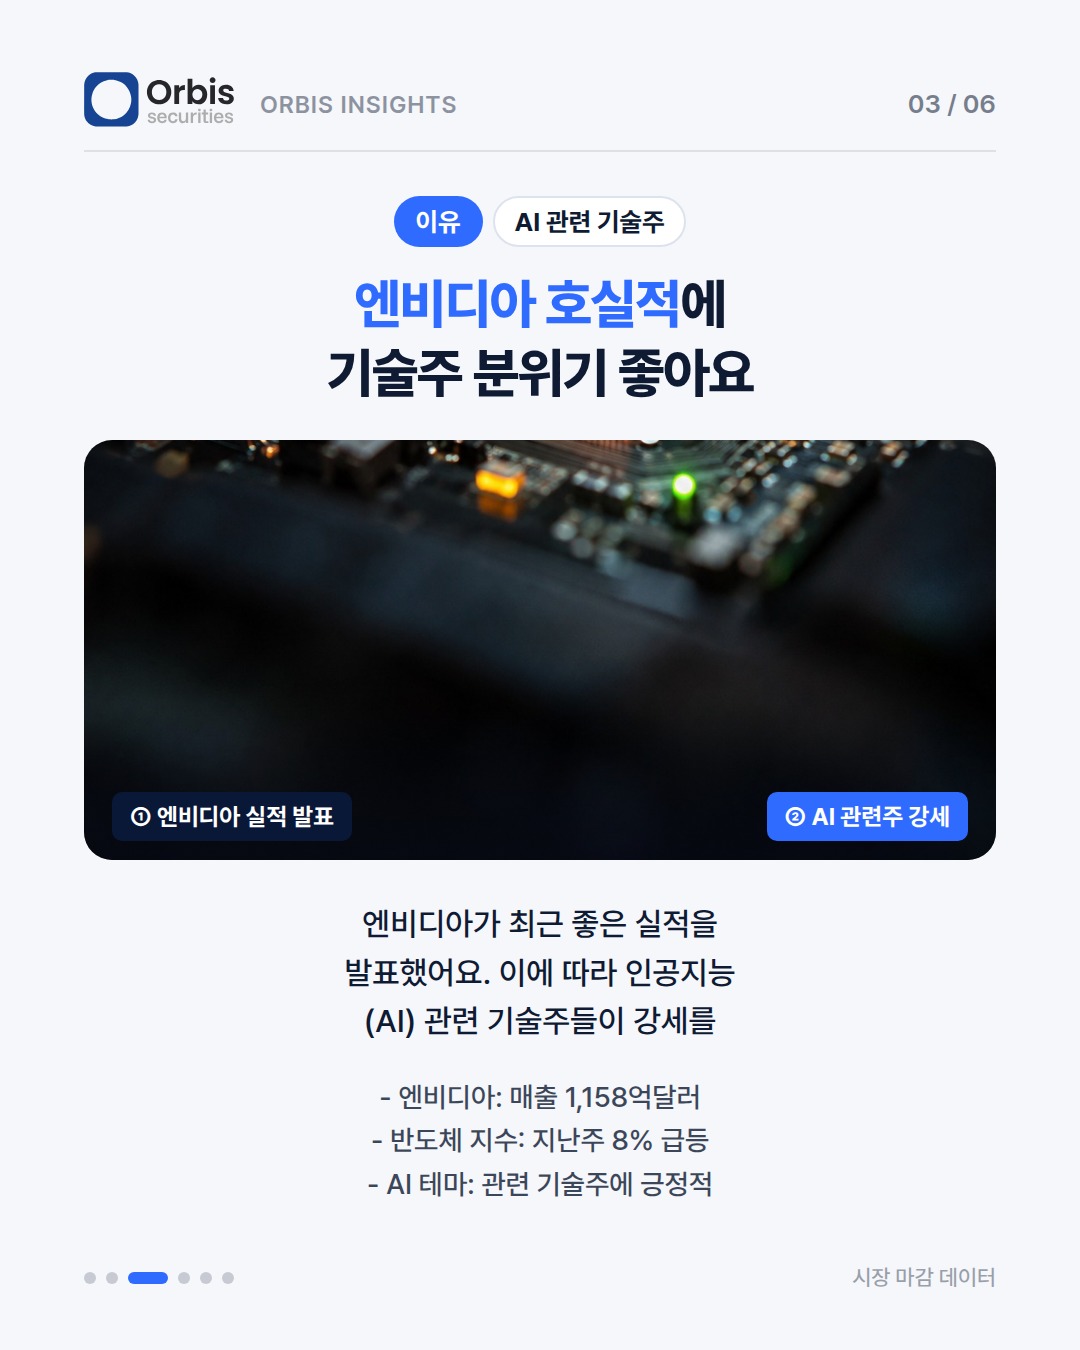 Orbis
securities
ORBIS INSIGHTS
03 / 06
이유
AI 관련 기술주
엔비디아 호실적에
기술주 분위기 좋아요
① 엔비디아 실적 발표
② AI 관련주 강세
엔비디아가 최근 좋은 실적을
발표했어요. 이에 따라 인공지능
(AI) 관련 기술주들이 강세를
- 엔비디아: 매출 1,158억달러
- 반도체 지수: 지난주 8% 급등
- AI 테마: 관련 기술주에 긍정적
시장 마감 데이터